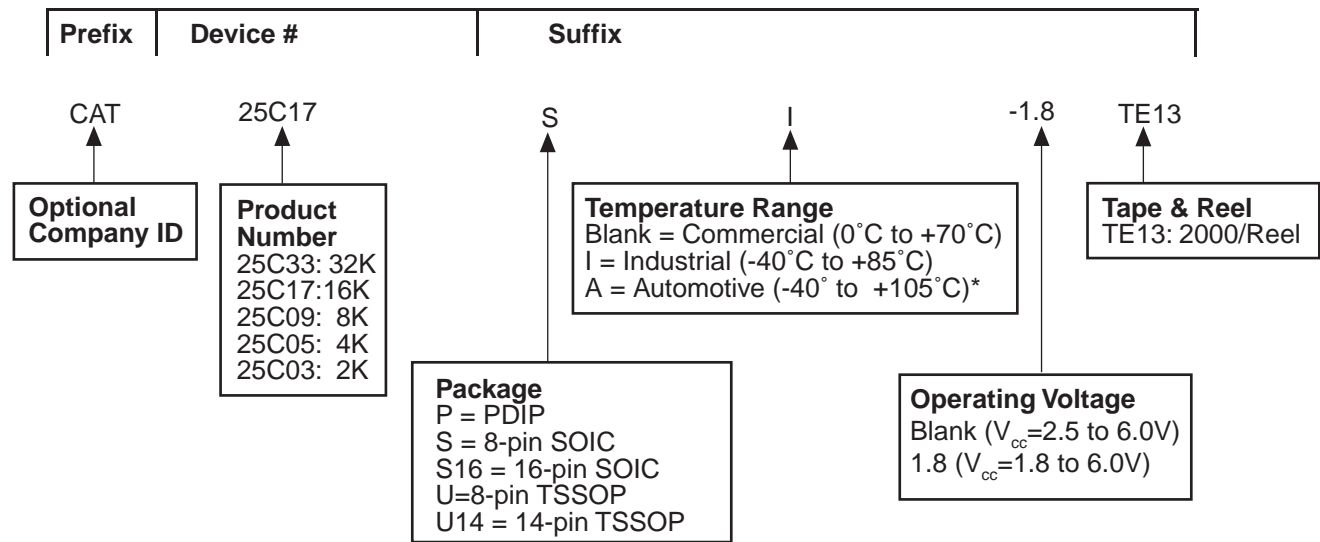 Prefix Device # Suffix
CAT 25C17 S I -1.8 TE13
Optional
Company ID
Product
Number
25C33: 32K
25C17:16K
25C09: 8K
25C05: 4K
25C03: 2K
Temperature Range
Blank = Commercial (0˚C to +70˚C)
I = Industrial (-40˚C to +85˚C)
A = Automotive (-40˚ to +105˚C)*
Tape & Reel
TE13: 2000/Reel
Package
P = PDIP
S = 8-pin SOIC
S16 = 16-pin SOIC
U=8-pin TSSOP
U14 = 14-pin TSSOP
Operating Voltage
Blank (Vcc=2.5 to 6.0V)
1.8 (Vcc=1.8 to 6.0V)